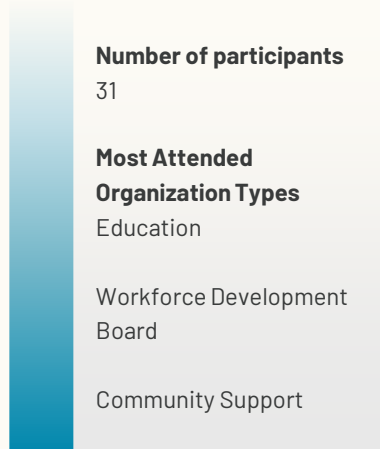 Number of participants
31
Most Attended
Organization Types
Education
Workforce Development
Board
Community Support